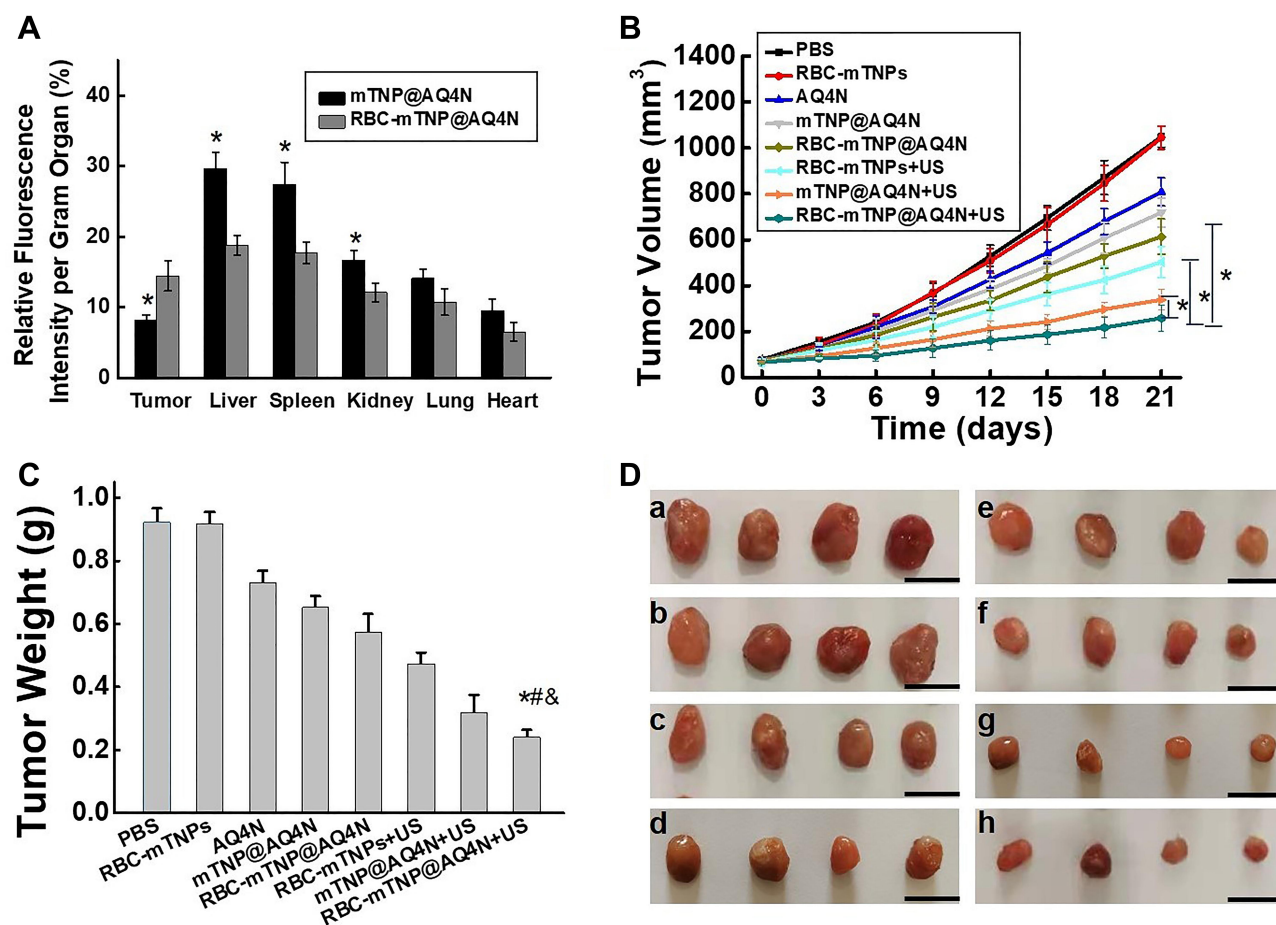 A
Relative Fluorescence
Intensity per Gram Organ (%)
40
30
20
10
0
mTNP@AQ4N
RBC-mTNP@AQ4N
*
*
*
*
Tumor Liver Spleen Kidney Lung Heart
B
Tumor Volume (mm³)
1400
1200
1000
800
600
400
200
0
PBS
RBC-mTNPs
AQ4N
mTNP@AQ4N
RBC-mTNP@AQ4N
RBC-mTNPs+US
mTNP@AQ4N+US
RBC-mTNP@AQ4N+US
*
*
*
0 3 6 9 12 15 18 21
Time (days)
C
Tumor Weight (g)
1.0
0.8
0.6
0.4
0.2
0.0
*#&
PBS
RBC-mTNPs
AQ4N
mTNP@AQ4N
RBC-mTNP@AQ4N
RBC-mTNPs+US
mTNP@AQ4N+US
RBC-mTNP@AQ4N+US
D
a
b
c
d
e
f
g
h